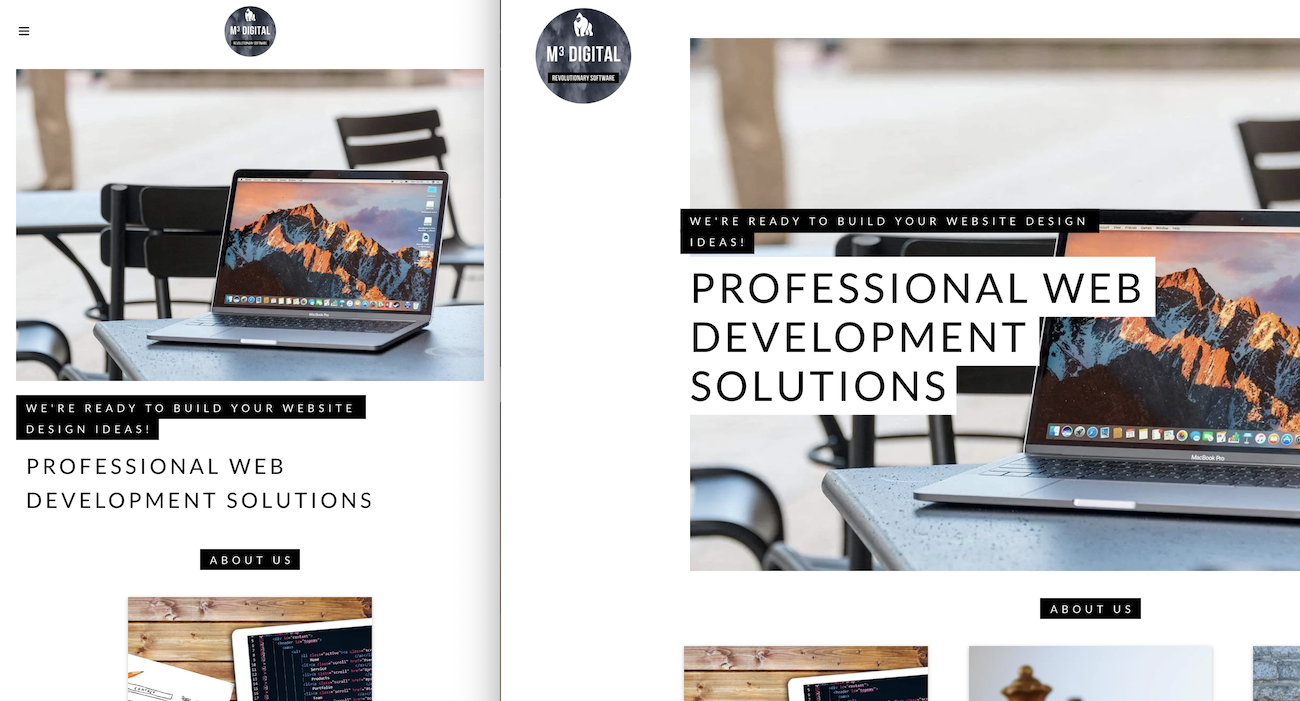 M³ DIGITAL
REVOLUTIONARY SOFTWARE
WE'RE READY TO BUILD YOUR WEBSITE
DESIGN IDEAS!
PROFESSIONAL WEB
DEVELOPMENT SOLUTIONS
ABOUT US
M³ DIGITAL
REVOLUTIONARY SOFTWARE
WE'RE READY TO BUILD YOUR WEBSITE DESIGN
IDEAS!
PROFESSIONAL WEB
DEVELOPMENT
SOLUTIONS
MacBook Pro
ABOUT US